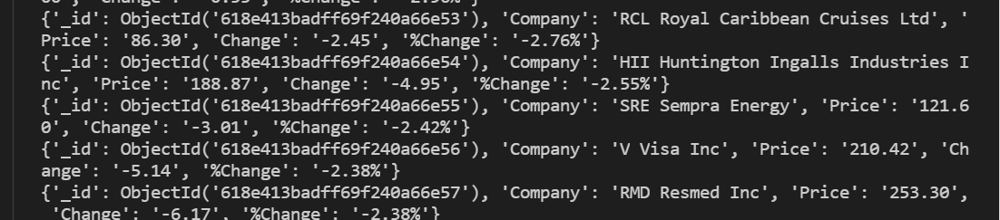 {'_id': ObjectId('618e413badff69f240a66e53'), 'Company': 'RCL Royal Caribbean Cruises Ltd', '
Price': '86.30', 'Change': '-2.45', '%Change': '-2.76%'}
{'_id': ObjectId('618e413badff69f240a66e54'), 'Company': 'HII Huntington Ingalls Industries I
nc', 'Price': '188.87', 'Change': '-4.95', '%Change': '-2.55%'}
{'_id': ObjectId('618e413badff69f240a66e55'), 'Company': 'SRE Sempra Energy', 'Price': '121.6
0', 'Change': '-3.01', '%Change': '-2.42%'}
{'_id': ObjectId('618e413badff69f240a66e56'), 'Company': 'V Visa Inc', 'Price': '210.42', 'Ch
ange': '-5.14', '%Change': '-2.38%'}
{'_id': ObjectId('618e413badff69f240a66e57'), 'Company': 'RMD Resmed Inc', 'Price': '253.30',
 'Change': '-6.17', '%Change': '-2.38%'}